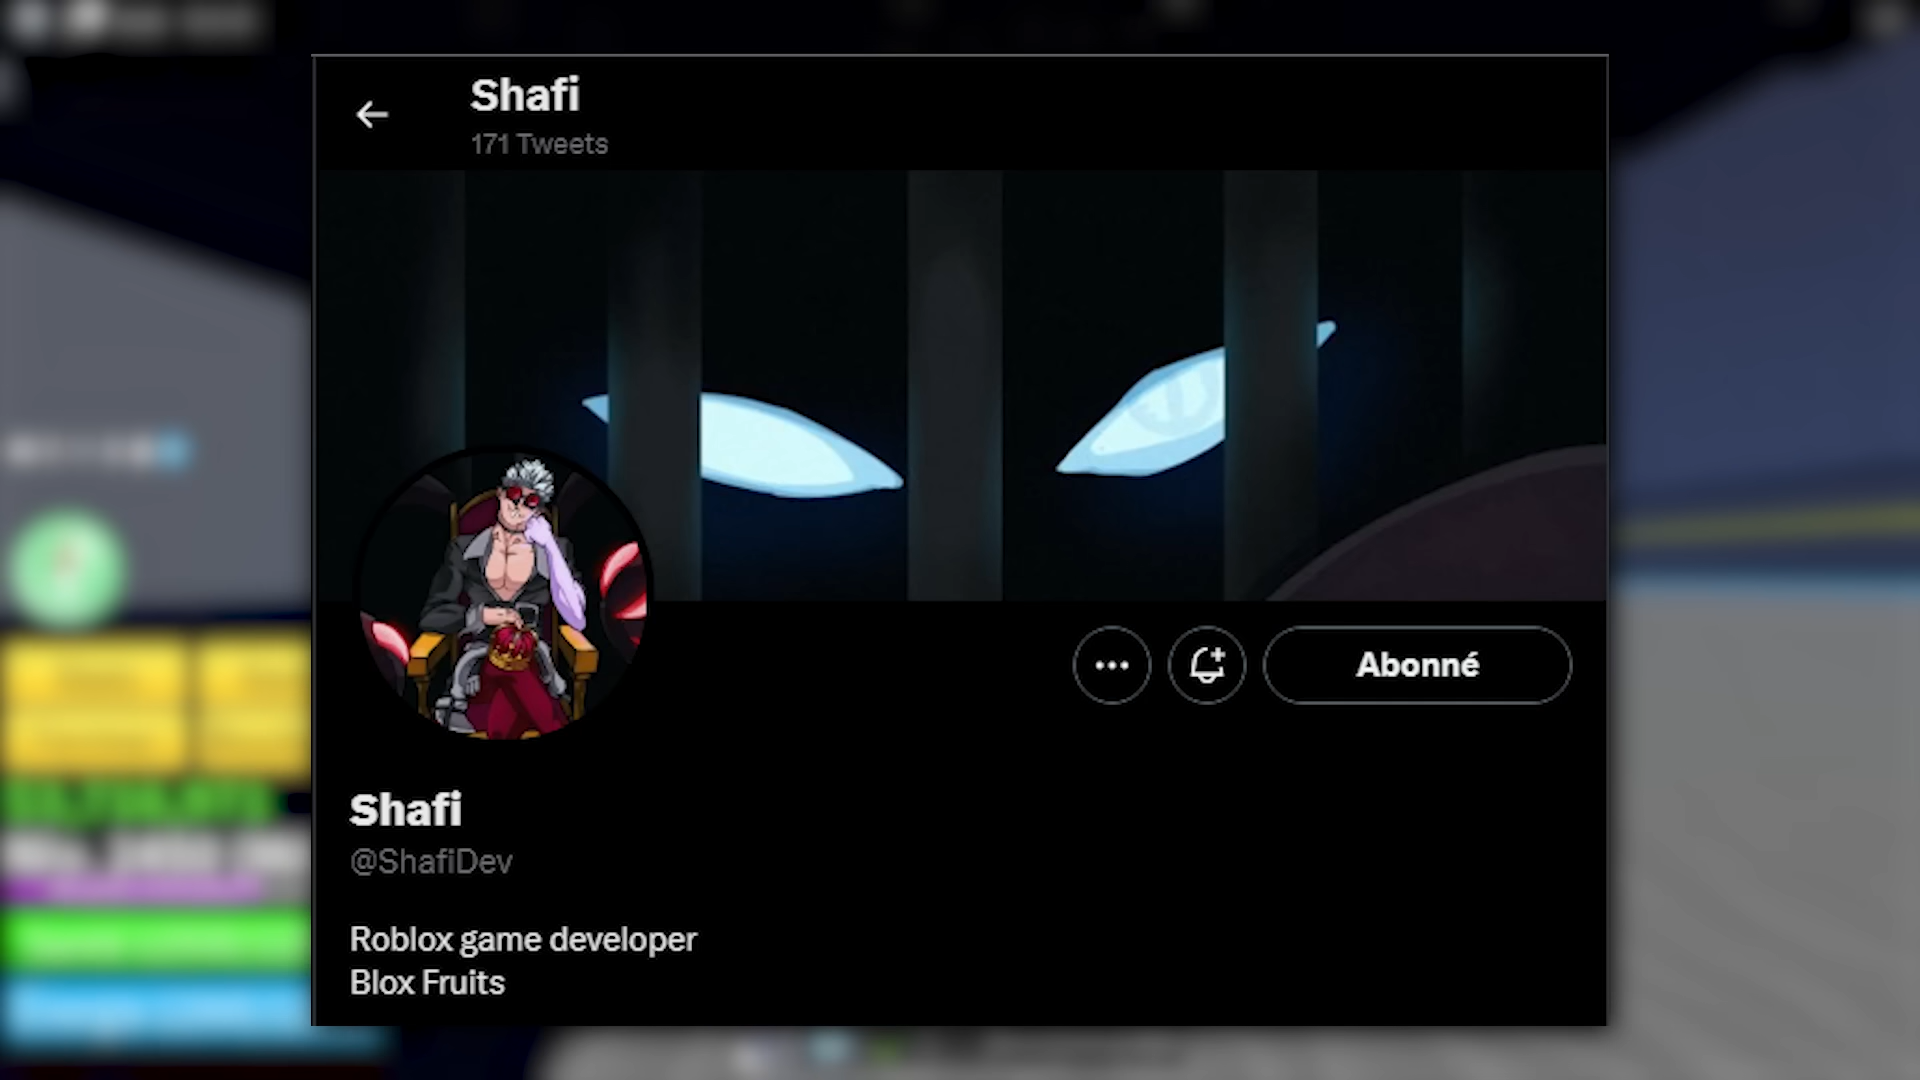 Shafi
171 Tweets
Abonné
Shafi
@ShafiDev
Roblox game developer
Blox Fruits